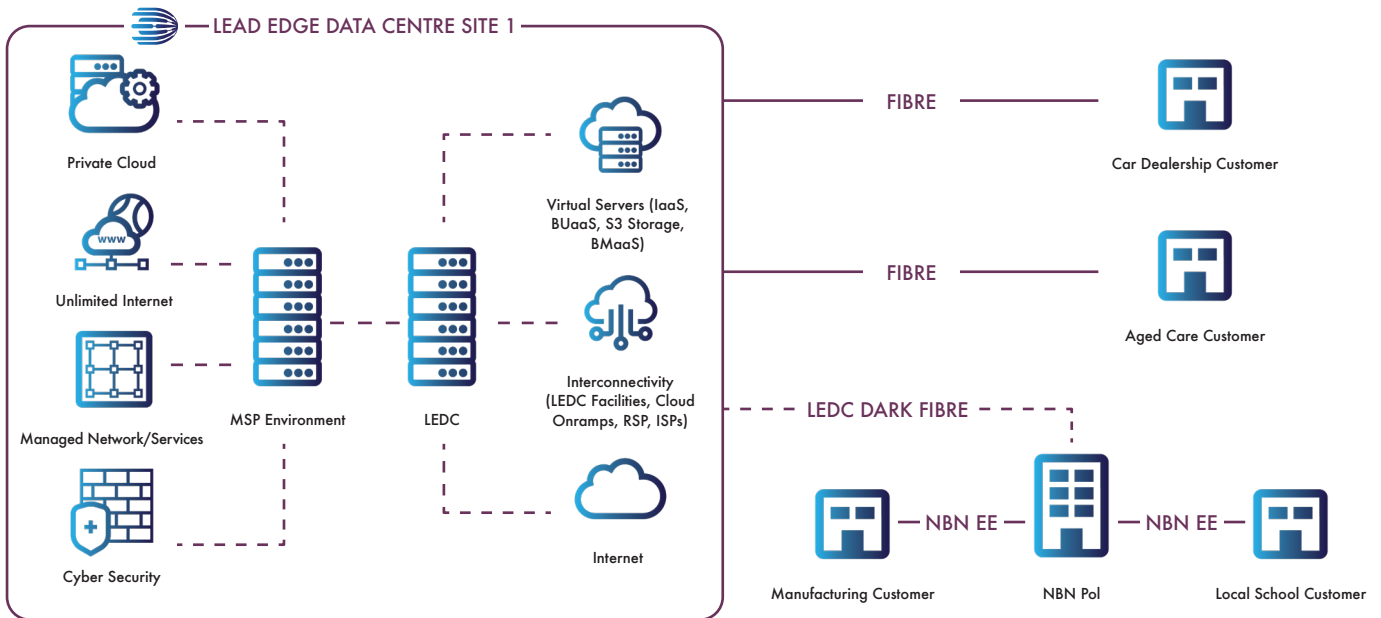 LEAD EDGE DATA CENTRE SITE 1
Private Cloud
WWW
Unlimited Internet
Managed Network/Services
Cyber Security
MSP Environment
LEDC
Virtual Servers (IaaS,
BUaaS, S3 Storage,
BMaaS)
Interconnectivity
(LEDC Facilities, Cloud
Onramps, RSP, ISPs)
Internet
FIBRE
Car Dealership Customer
FIBRE
Aged Care Customer
LEDC DARK FIBRE
NBN EE
NBN EE
Manufacturing Customer
NBN Pol
Local School Customer